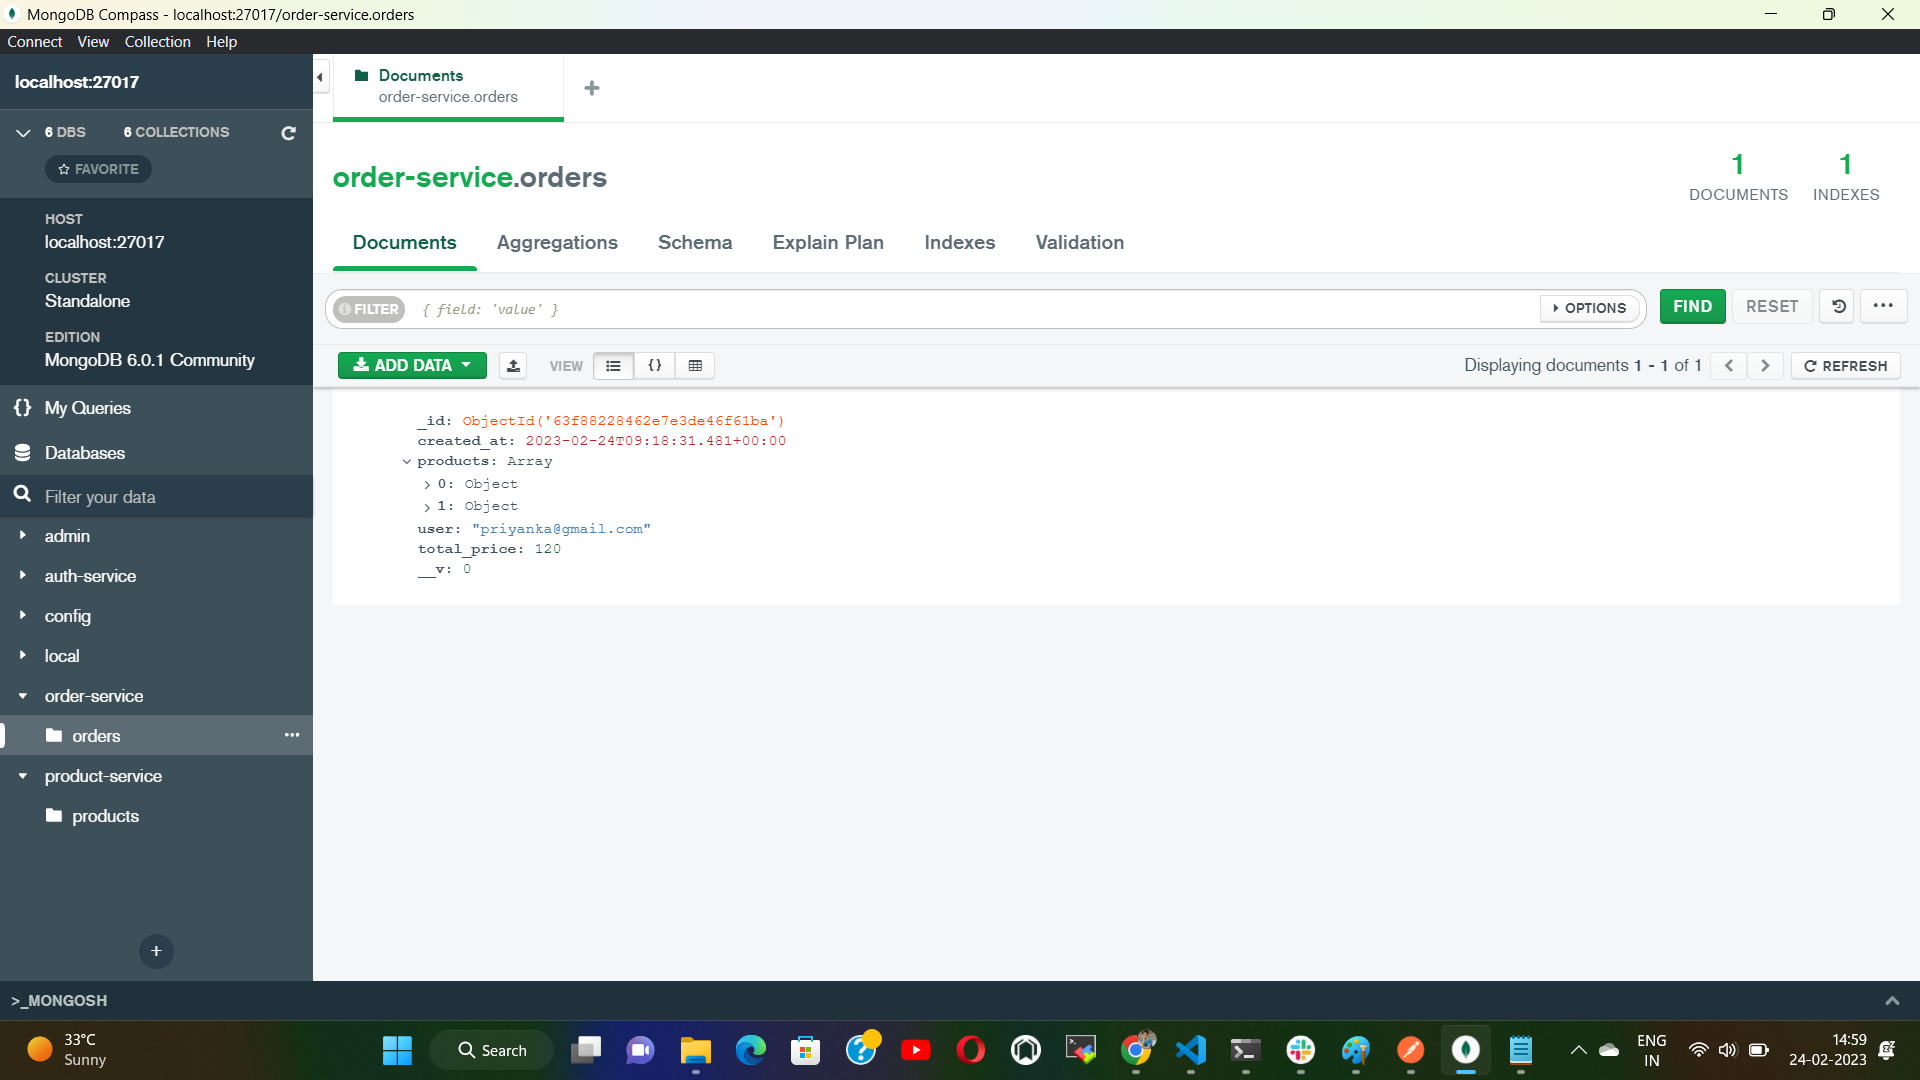 MongoDB Compass - localhost:27017/order-service.orders
Connect View Collection Help
localhost:27017
6 DBS 6 COLLECTIONS
FAVORITE
HOST
localhost:27017
CLUSTER
Standalone
EDITION
MongoDB 6.0.1 Community
{} My Queries
Databases
Filter your data
admin
auth-service
config
local
order-service
orders
product-service
products
Documents
order-service.orders
order-service.orders
1 DOCUMENTS
1 INDEXES
Documents Aggregations Schema Explain Plan Indexes Validation
FILTER { field: 'value' } OPTIONS FIND RESET
ADD DATA VIEW {} Displaying documents 1 - 1 of 1 REFRESH
_id: ObjectId('63f88228462e7e3de46f61ba')
created_at: 2023-02-24T09:18:31.481+00:00
products: Array
0: Object
1: Object
user: "priyanka@gmail.com"
total_price: 120
__v: 0
>_MONGOSH
33°C
Sunny
Search
ENG
IN
14:59
24-02-2023